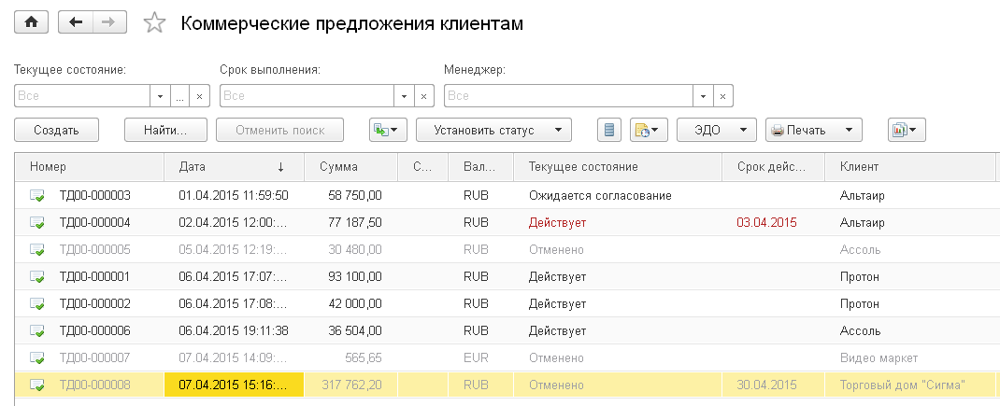 Коммерческие предложения клиентам
Текущее состояние: Срок выполнения: Менеджер:
Все ... × Все × Все ×
Создать Найти... Отменить поиск Установить статус ЭДО Печать
Номер Дата ↓ Сумма С... Вал... Текущее состояние Срок дейс... Клиент
ТД00-000003 01.04.2015 11:59:50 58 750,00 RUB Ожидается согласование Альтаир
ТД00-000004 02.04.2015 12:00:... 77 187,50 RUB Действует 03.04.2015 Альтаир
ТД00-000005 05.04.2015 12:19:... 30 480,00 RUB Отменено Ассоль
ТД00-000001 06.04.2015 17:07:... 93 100,00 RUB Действует Протон
ТД00-000002 06.04.2015 17:08:... 42 000,00 RUB Действует Протон
ТД00-000006 06.04.2015 19:11:38 36 504,00 RUB Действует Ассоль
ТД00-000007 07.04.2015 14:09:... 565,65 EUR Отменено Видео маркет
ТД00-000008 07.04.2015 15:16:... 317 762,20 RUB Отменено 30.04.2015 Торговый дом "Сигма"